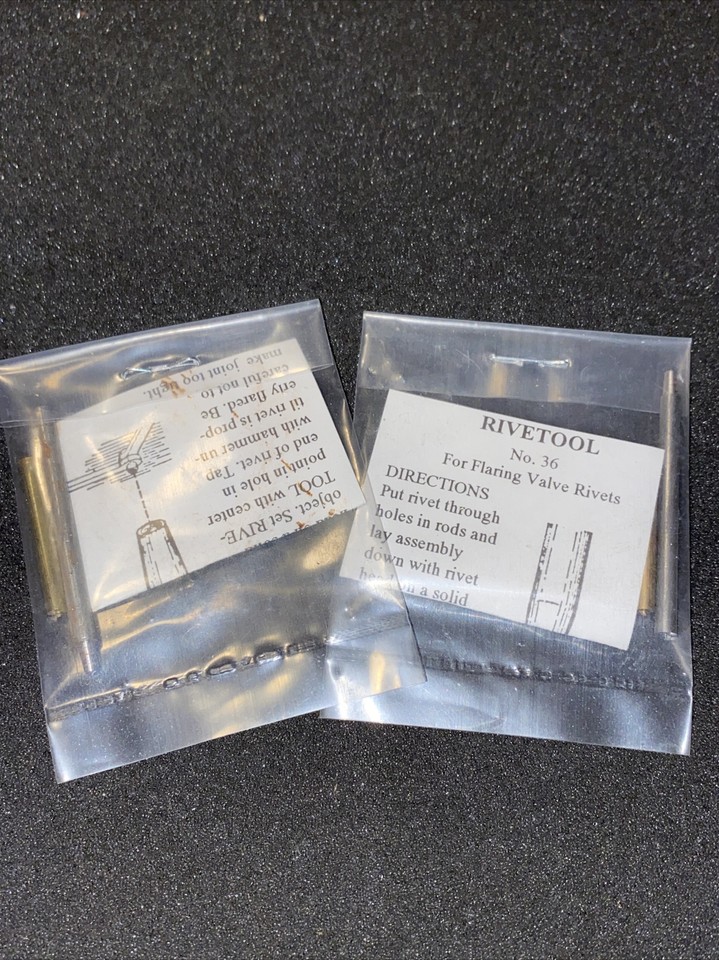 object. Set RIVE-
TOOL with center
point in hole in
end of rivet. Tap
with hammer un-
til rivet is prop-
erly flared. Be
careful not to
make joint too tight.
RIVETOOL
No. 36
For Flaring Valve Rivets
DIRECTIONS
Put rivet through
holes in rods and
lay assembly
down with rivet
on a solid